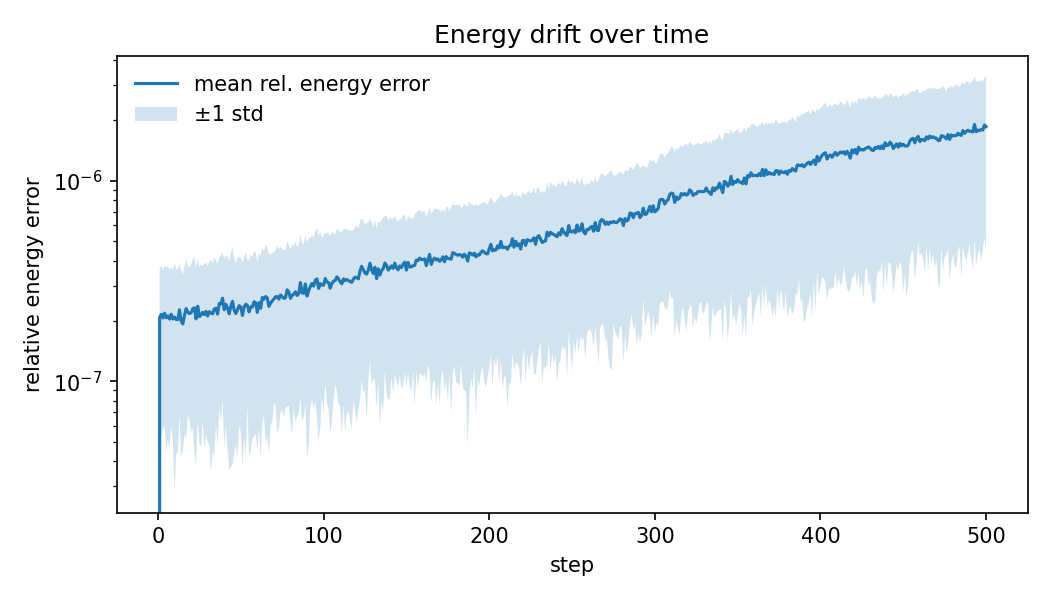 Energy drift over time
mean rel. energy error
±1 std
relative energy error
10⁻⁶
10⁻⁷
0 100 200 300 400 500
step